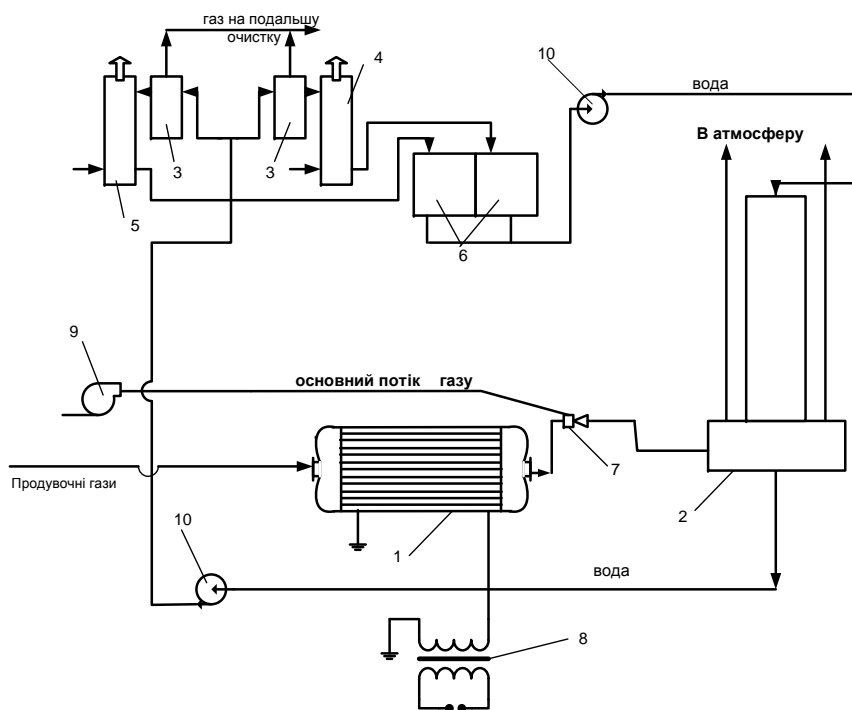 газ на подальшу
очистку
4
10
вода
В атмосферу
3
3
5
6
9
основний потік газу
7
Продувочні гази
1
2
10
вода
8